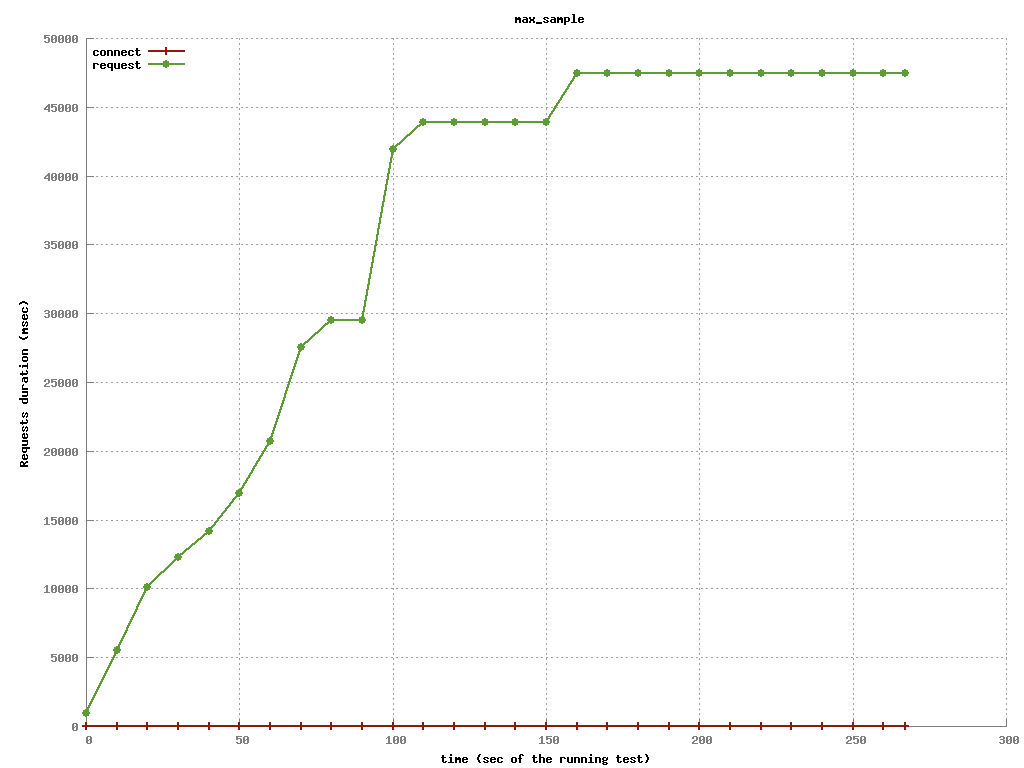 max_sample
50000
connect
request
45000
40000
35000
30000
25000
20000
15000
10000
5000
0
Requests duration (msec)
0 50 100 150 200 250 300
time (sec of the running test)